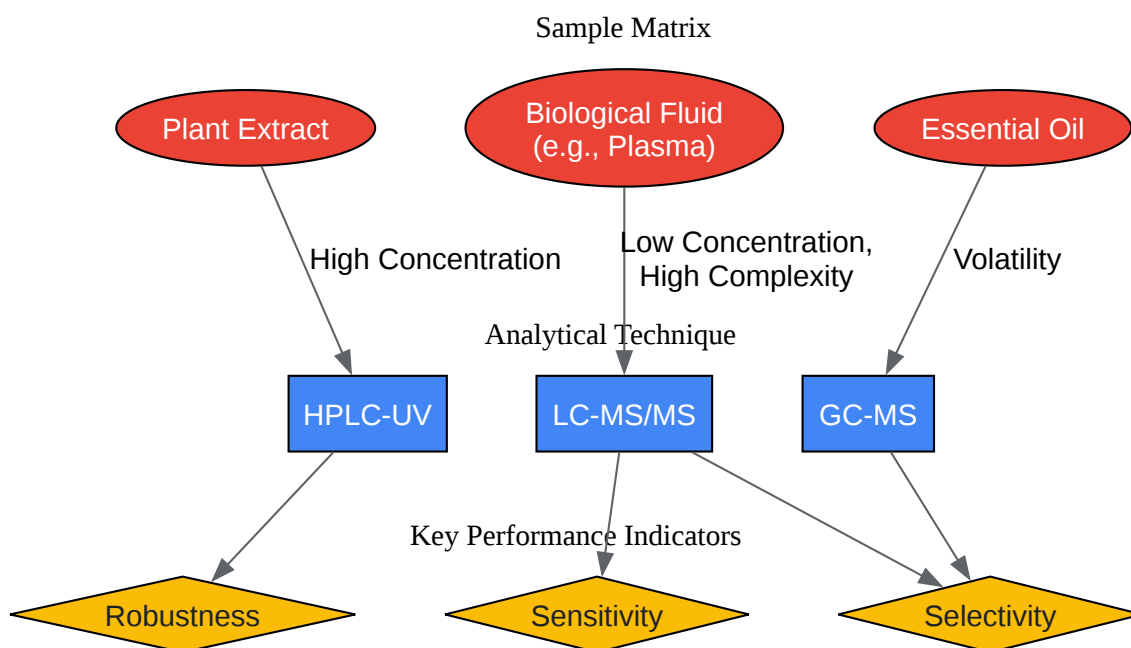 Sample Matrix
Plant Extract
Biological Fluid
(e.g., Plasma)
Essential Oil
High Concentration
Low Concentration,
High Complexity
Volatility
Analytical Technique
HPLC-UV
LC-MS/MS
GC-MS
Key Performance Indicators
Robustness
Sensitivity
Selectivity